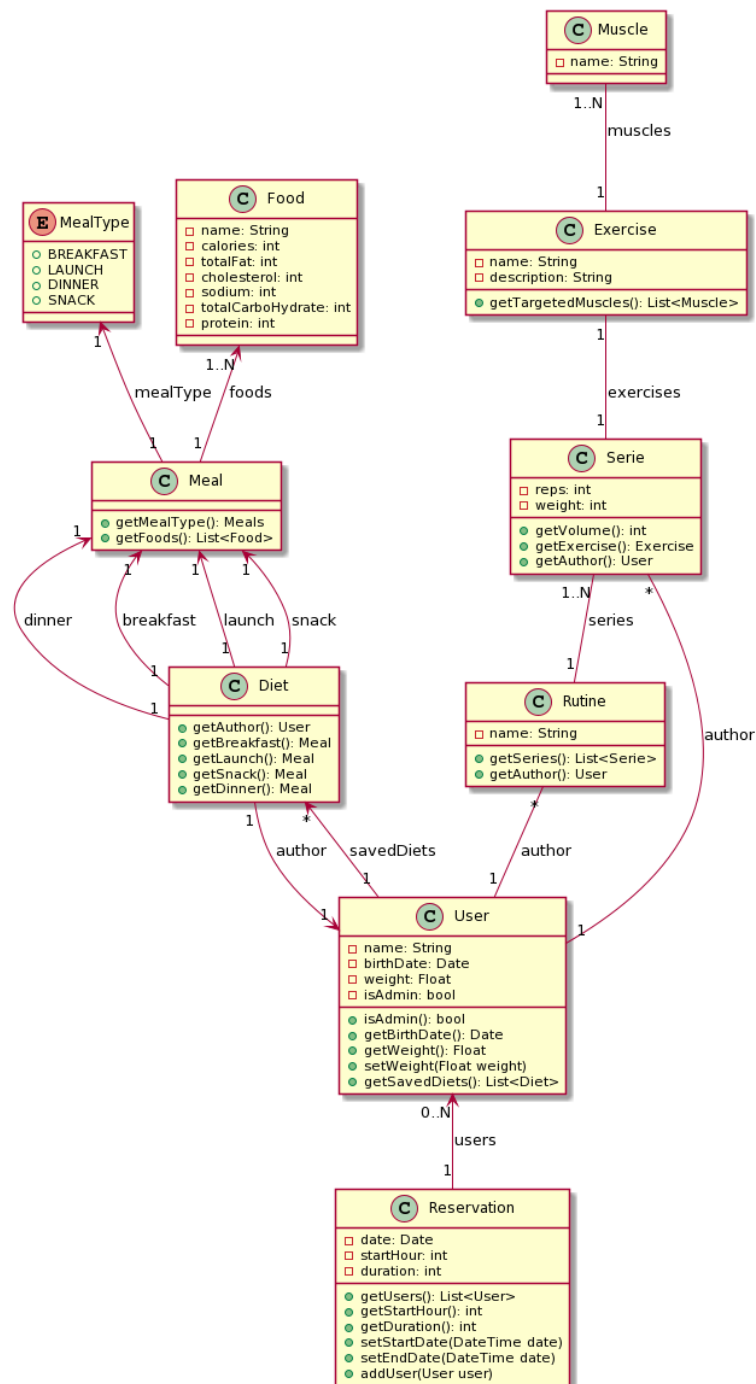 C Muscle
name: String
1..N
muscles
1
C Food
name: String
calories: int
totalFat: int
cholesterol: int
sodium: int
totalCarboHydrate: int
protein: int
E MealType
BREAKFAST
LAUNCH
DINNER
SNACK
C Exercise
name: String
description: String
getTargetedMuscles(): List<Muscle>
1
1..N
1
mealType
foods
exercises
1
1
1
C Meal
getMealType(): Meals
getFoods(): List<Food>
C Serie
reps: int
weight: int
getVolume(): int
getExercise(): Exercise
getAuthor(): User
1
1
1
1
1..N
*
dinner
breakfast
launch
snack
series
1
1
1
1
1
C Diet
getAuthor(): User
getBreakfast(): Meal
getLaunch(): Meal
getSnack(): Meal
getDinner(): Meal
C Rutine
name: String
getSeries(): List<Serie>
getAuthor(): User
author
1
*
*
author
savedDiets
author
1
1
1
1
C User
name: String
birthDate: Date
weight: Float
isAdmin: bool
isAdmin(): bool
getBirthDate(): Date
getWeight(): Float
setWeight(Float weight)
getSavedDiets(): List<Diet>
0..N
users
1
C Reservation
date: Date
startHour: int
duration: int
getUsers(): List<User>
getStartHour(): int
getDuration(): int
setStartDate(DateTime date)
setEndDate(DateTime date)
addUser(User user)